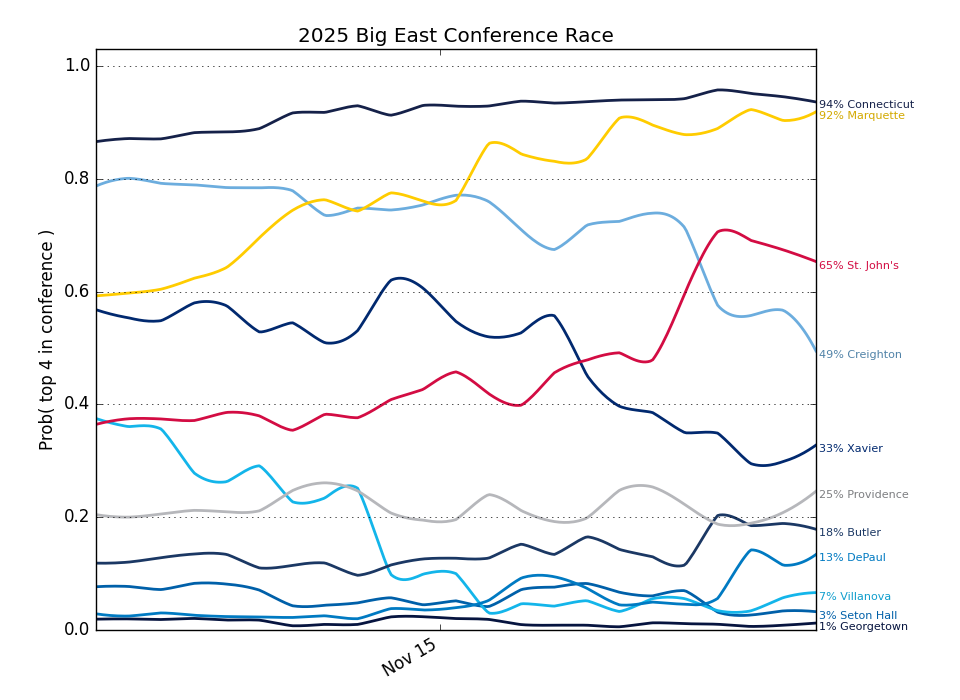 2025 Big East Conference Race
Prob( top 4 in conference )
1.0
0.8
0.6
0.4
0.2
0.0
Nov 15
94% Connecticut
92% Marquette
65% St. John's
49% Creighton
33% Xavier
25% Providence
18% Butler
13% DePaul
7% Villanova
3% Seton Hall
1% Georgetown